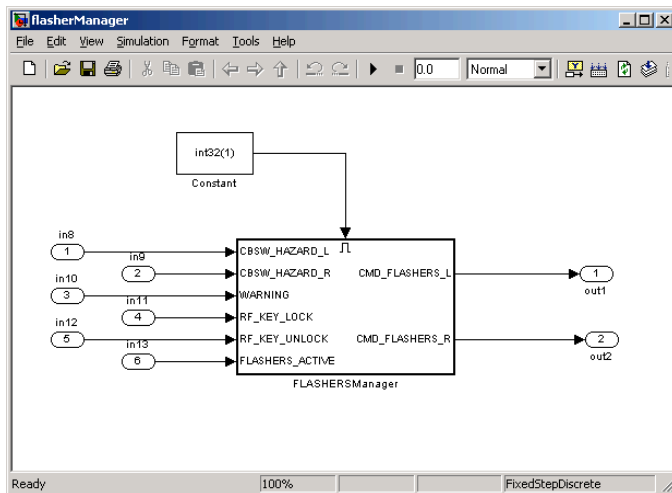 flasherManager
File Edit View Simulation Format Tools Help
0.0 Normal
int32(1)
Constant
in8
1
CBSW_HAZARD_L
in9
2
CBSW_HAZARD_R
CMD_FLASHERS_L
1
out1
in10
3
WARNING
in11
4
RF_KEY_LOCK
in12
5
RF_KEY_UNLOCK
CMD_FLASHERS_R
2
out2
in13
6
FLASHERS_ACTIVE
FLASHERSManager
Ready 100% FixedStepDiscrete